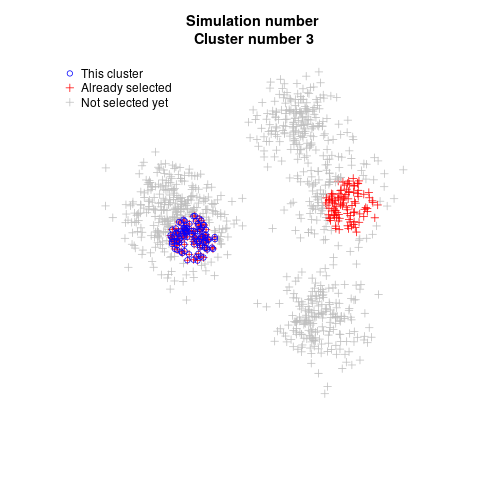 Simulation number
Cluster number 3
This cluster
Already selected
Not selected yet